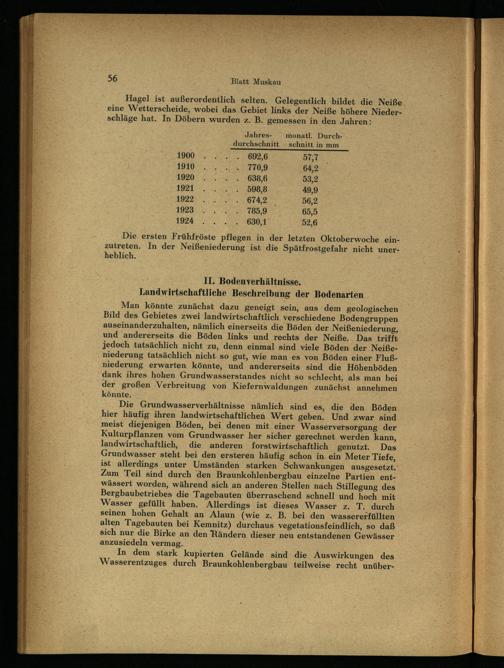 56
Blatt Muskau
Hagel ist außerordentlich selten. Gelegentlich bildet die Neiße
eine Wetterscheide, wobei das Gebiet links der Neiße höhere Nieder-
schläge hat. In Döbern wurden z. B. gemessen in den Jahren:
Jahres- monatl. Durch-
durchschnitt schnitt in mm
1900 . . . . 692,6 57,7
1910 . . . . 770,9 64,2
1920 . . . . 638,6 53,2
1921 . . . . 598,8 49,9
1922 . . . . 674,2 56,2
1923 . . . . 785,9 65,5
1924 . . . . 630,1 52,6
Die ersten Frühfröste pflegen in der letzten Oktoberwoche ein-
zutreten. In der Neißeniederung ist die Spätfrostgefahr nicht uner-
heblich.
II. Bodenverhältnisse.
Landwirtschaftliche Beschreibung der Bodenarten
Man könnte zunächst dazu geneigt sein, aus dem geologischen
Bild des Gebietes zwei landwirtschaftlich verschiedene Bodengruppen
auseinanderzuhalten, nämlich einerseits die Böden der Neißeniederung,
und andererseits die Böden links und rechts der Neiße. Das trifft
jedoch tatsächlich nicht zu, denn einmal sind viele Böden der Neiße-
niederung tatsächlich nicht so gut, wie man es von Böden einer Fluß-
niederung erwarten könnte, und andererseits sind die Höhenböden
dank ihres hohen Grundwasserstandes nicht so schlecht, als man bei
der großen Verbreitung von Kiefernwaldungen zunächst annehmen
könnte.
Die Grundwasserverhältnisse nämlich sind es, die den Böden
hier häufig ihren landwirtschaftlichen Wert geben. Und zwar sind
meist diejenigen Böden, bei denen mit einer Wasserversorgung der
Kulturpflanzen vom Grundwasser her sicher gerechnet werden kann,
landwirtschaftlich, die anderen forstwirtschaftlich genutzt. Das
Grundwasser steht bei den ersteren häufig schon in ein Meter Tiefe,
ist allerdings unter Umständen starken Schwankungen ausgesetzt.
Zum Teil sind durch den Braunkohlenbergbau einzelne Partien ent-
wässert worden, während sich an anderen Stellen nach Stillegung des
Bergbaubetriebes die Tagebauten überraschend schnell und hoch mit
Wasser gefüllt haben. Allerdings ist dieses Wasser z. T. durch
seinen hohen Gehalt an Alaun (wie z. B. bei den wassererfüllten
alten Tagebauten bei Kemnitz) durchaus vegetationsfeindlich, so daß
sich nur die Birke an den Rändern dieser neu entstandenen Gewässer
anzusiedeln vermag.
In dem stark kupierten Gelände sind die Auswirkungen des
Wasserentzuges durch Braunkohlenbergbau teilweise recht unüber-